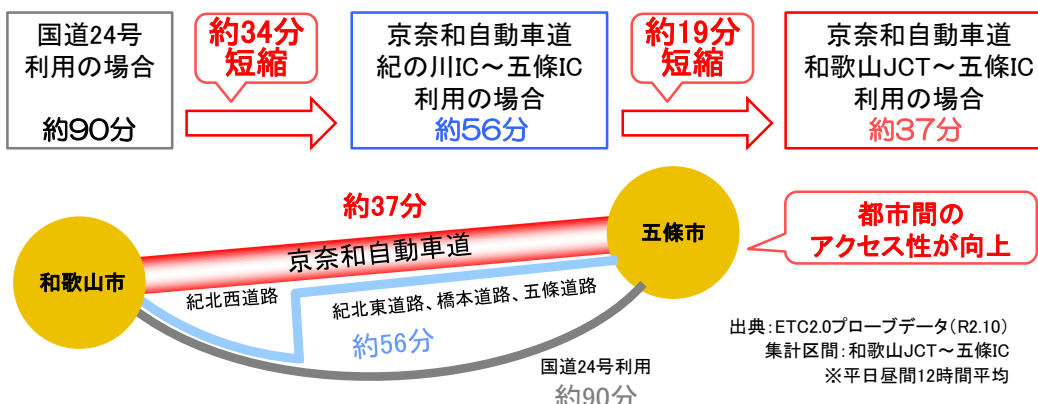 国道24号
利用の場合
約90分
約34分
短縮
京奈和自動車道
紀の川IC～五條IC
利用の場合
約56分
約19分
短縮
京奈和自動車道
和歌山JCT～五條IC
利用の場合
約37分
約37分
京奈和自動車道
和歌山市
五條市
都市間の
アクセス性が向上
紀北西道路
紀北東道路、橋本道路、五條道路
約56分
国道24号利用
約90分
出典：ETC2.0プローブデータ（R2.10）
集計区間：和歌山JCT～五條IC
※平日昼間12時間平均